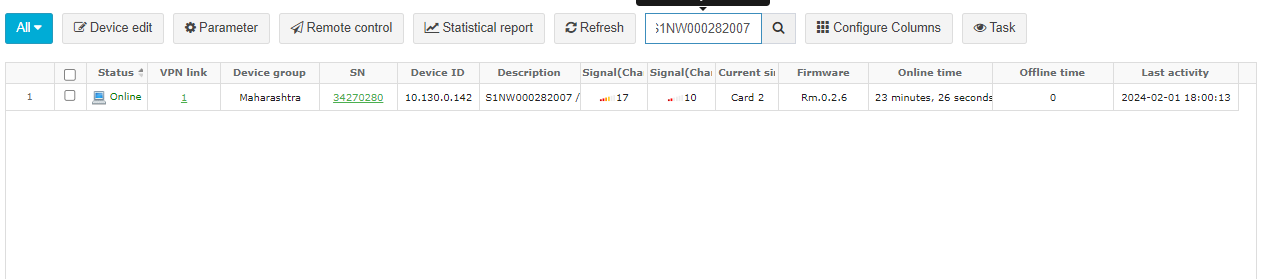 All Device edit Parameter Remote control Statistical report Refresh S1NW000282007 Configure Columns Task
Status VPN link Device group SN Device ID Description Signal(Cha Signal(Cha Current si Firmware Online time Offline time Last activity
1 Online 1 Maharashtra 34270280 10.130.0.142 S1NW000282007 / 17 10 Card 2 Rm.0.2.6 23 minutes, 26 seconds 0 2024-02-01 18:00:13